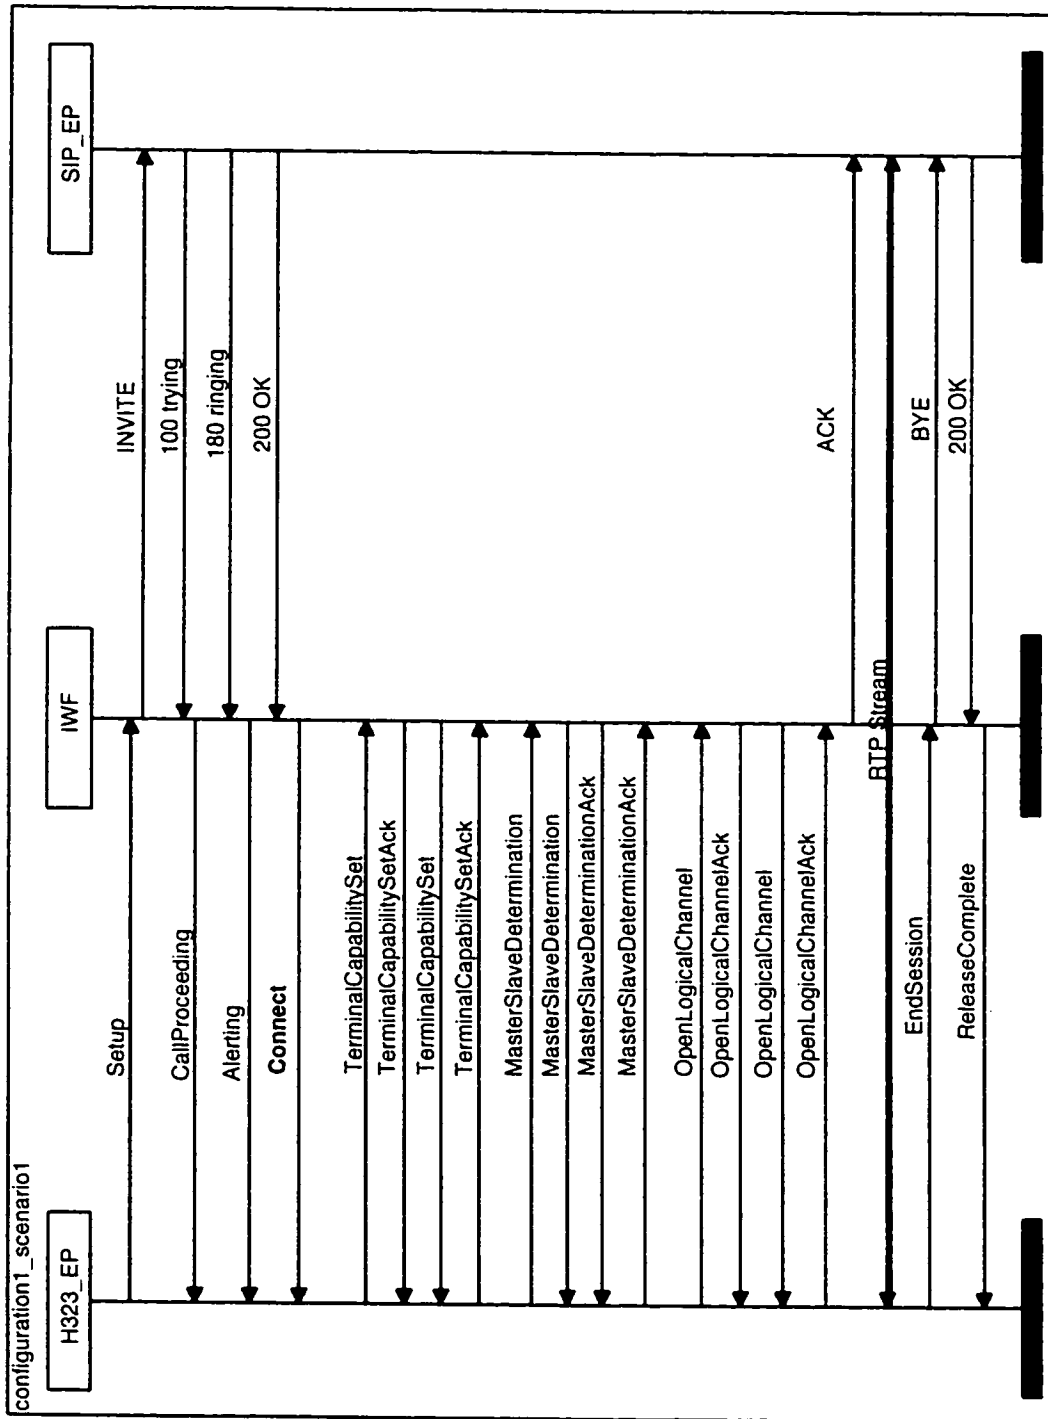 configuration1_scenario1
H323_EP
IWF
SIP_EP
Setup
INVITE
100 trying
CallProceeding
180 ringing
Alerting
200 OK
Connect
TerminalCapabilitySet
TerminalCapabilitySetAck
TerminalCapabilitySet
TerminalCapabilitySetAck
MasterSlaveDetermination
MasterSlaveDetermination
MasterSlaveDeterminationAck
MasterSlaveDeterminationAck
OpenLogicalChannel
OpenLogicalChannelAck
OpenLogicalChannel
OpenLogicalChannelAck
ACK
RTP Stream
EndSession
BYE
200 OK
ReleaseComplete